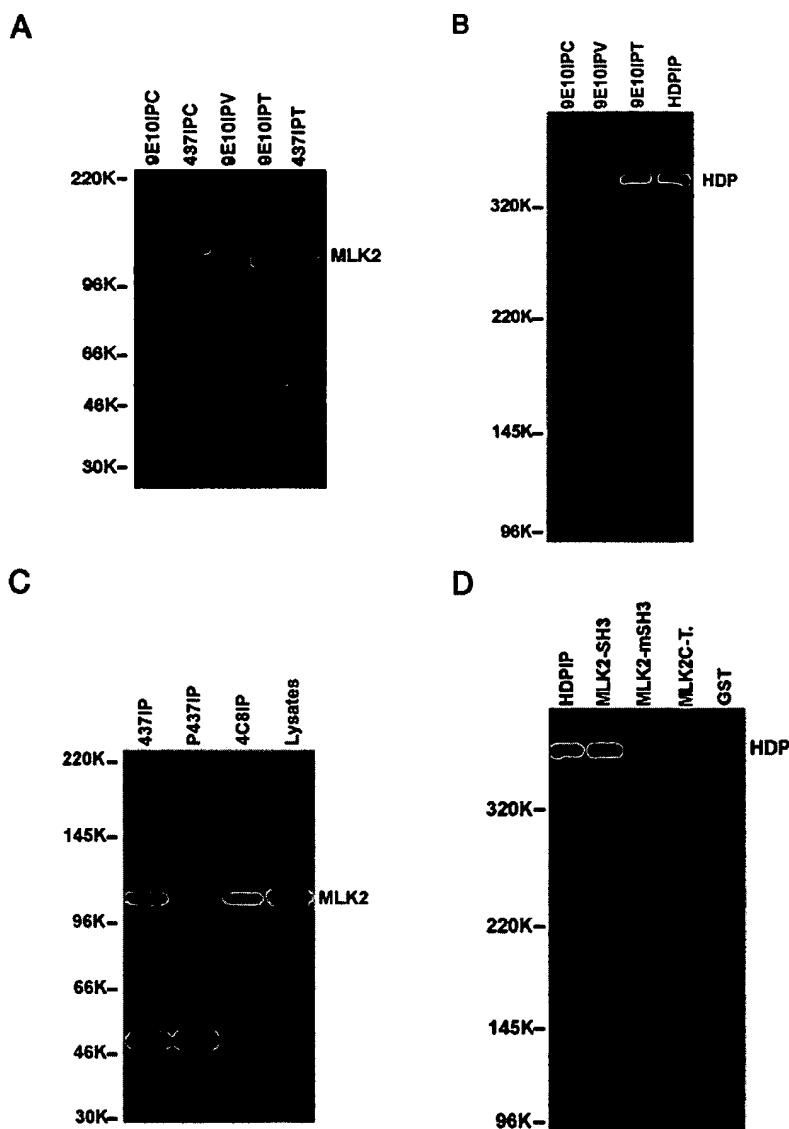 A
9E10IPC
437IPC
9E10IPV
9E10IPT
437IPT
220K–
96K–
66K–
46K–
30K–
MLK2
B
9E10IPC
9E10IPV
9E10IPT
HDPIP
320K–
220K–
145K–
96K–
HDP
C
437IP
P437IP
4C8IP
Lysates
220K–
145K–
96K–
66K–
46K–
30K–
MLK2
D
HDPIP
MLK2-SH3
MLK2-mSH3
MLK2C-T.
GST
320K–
220K–
145K–
96K–
HDP